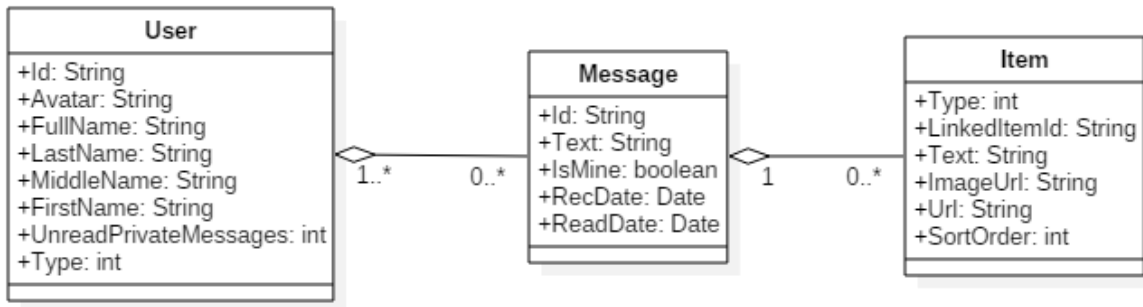 User
+Id: String
+Avatar: String
+FullName: String
+LastName: String
+MiddleName: String
+FirstName: String
+UnreadPrivateMessages: int
+Type: int
1..*
0..*
Message
+Id: String
+Text: String
+IsMine: boolean
+RecDate: Date
+ReadDate: Date
1
0..*
Item
+Type: int
+LinkedItemId: String
+Text: String
+ImageUrl: String
+Url: String
+SortOrder: int